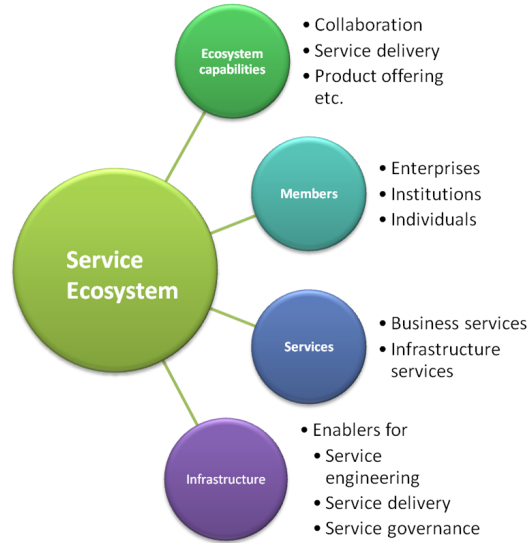 Ecosystem
capabilities
• Collaboration
• Service delivery
• Product offering
etc.
Members
• Enterprises
• Institutions
• Individuals
Service
Ecosystem
Services
• Business services
• Infrastructure
services
Infrastructure
• Enablers for
• Service
engineering
• Service delivery
• Service governance